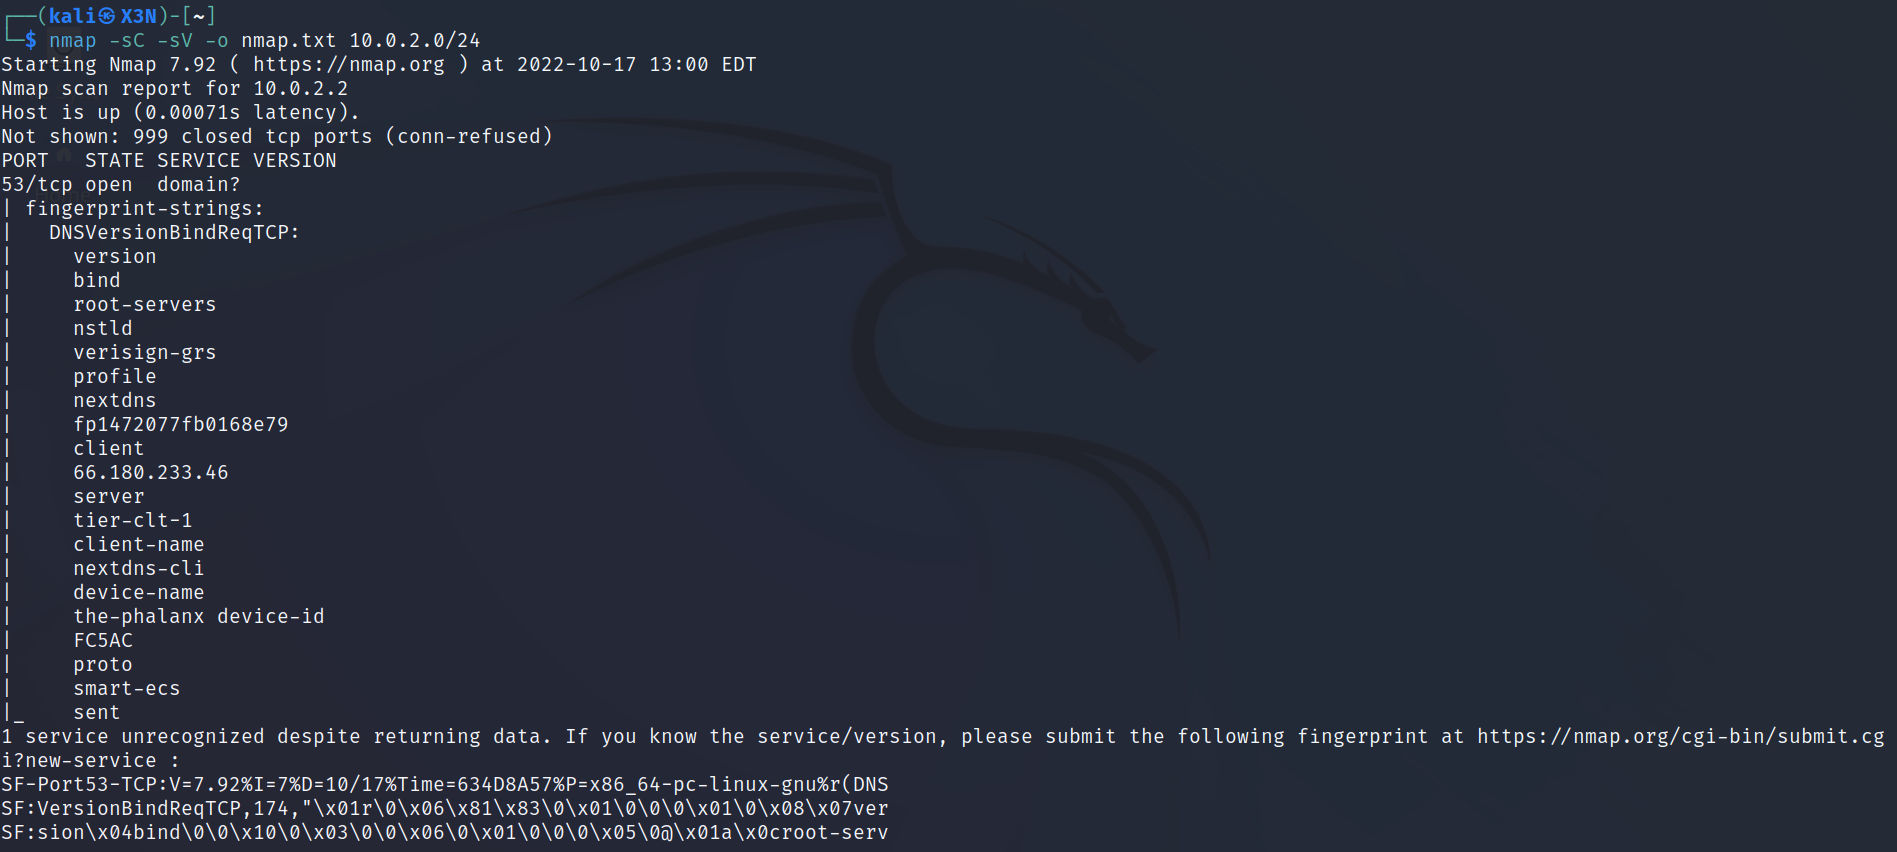 ┌──(kali㉿X3N)-[~]
└─$ nmap -sC -sV -o nmap.txt 10.0.2.0/24
Starting Nmap 7.92 ( https://nmap.org ) at 2022-10-17 13:00 EDT
Nmap scan report for 10.0.2.2
Host is up (0.00071s latency).
Not shown: 999 closed tcp ports (conn-refused)
PORT   STATE SERVICE VERSION
53/tcp open  domain?
| fingerprint-strings:
|   DNSVersionBindReqTCP:
|     version
|     bind
|     root-servers
|     nstld
|     verisign-grs
|     profile
|     nextdns
|     fp1472077fb0168e79
|     client
|     66.180.233.46
|     server
|     tier-clt-1
|     client-name
|     nextdns-cli
|     device-name
|     the-phalanx device-id
|     FC5AC
|     proto
|     smart-ecs
|_    sent
1 service unrecognized despite returning data. If you know the service/version, please submit the following fingerprint at https://nmap.org/cgi-bin/submit.cg
i?new-service :
SF-Port53-TCP:V=7.92%I=7%D=10/17%Time=634D8A57%P=x86_64-pc-linux-gnu%r(DNS
SF:VersionBindReqTCP,174,"\x01r\0\x06\x81\x83\0\x01\0\0\0\x01\0\x08\x07ver
SF:sion\x04bind\0\0\x10\0\x03\0\0\x06\0\x01\0\0\0\x05\0@\x01a\x0croot-serv